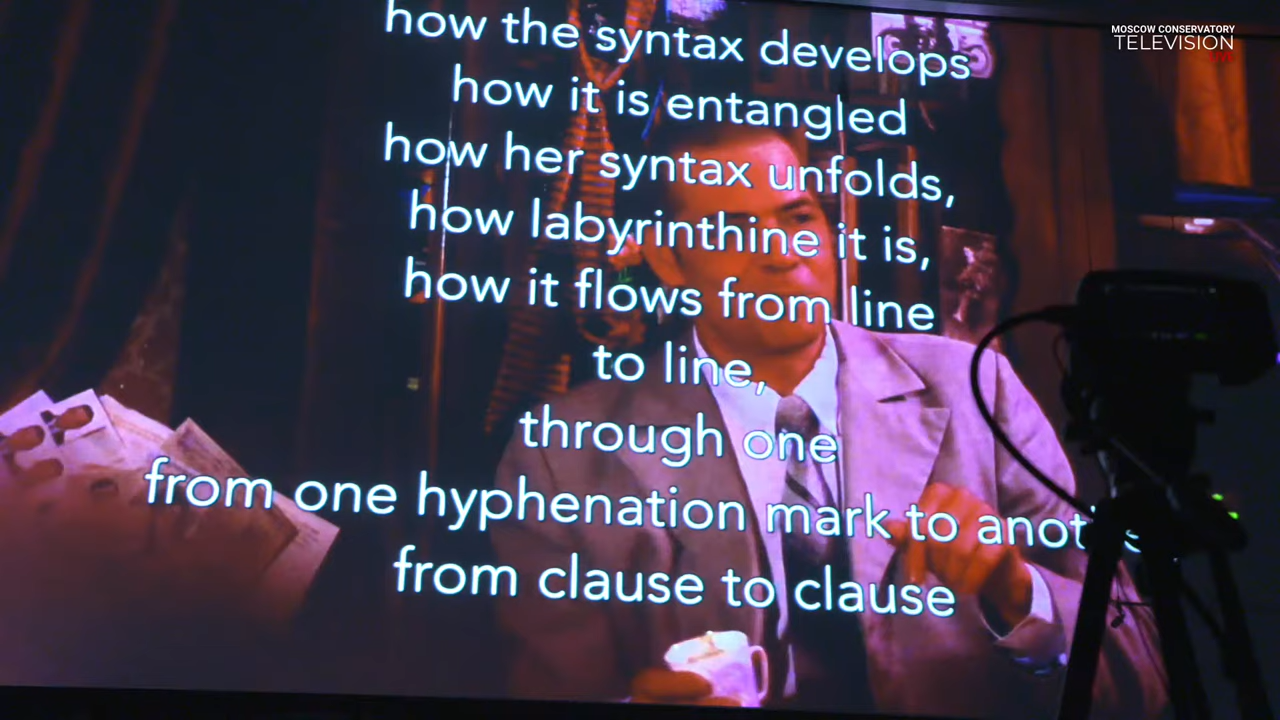 MOSCOW CONSERVATORY
TELEVISION
how the syntax develops
how it is entangled
how her syntax unfolds,
how labyrinthine it is,
how it flows from line
to line,
through one
from one hyphenation mark to
from clause to clause